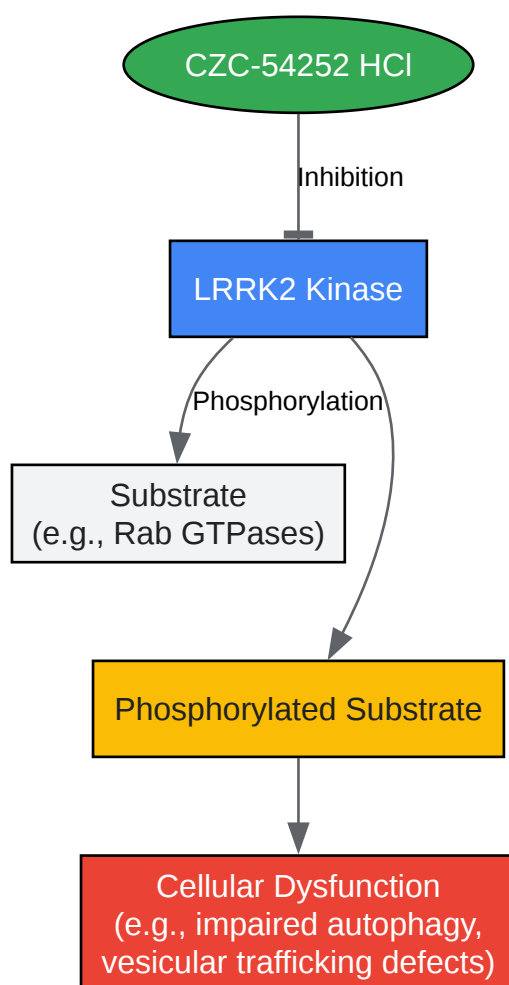 CZC-54252 HCl
Inhibition
LRRK2 Kinase
Phosphorylation
Substrate
(e.g., Rab GTPases)
Phosphorylated Substrate
Cellular Dysfunction
(e.g., impaired autophagy,
vesicular trafficking defects)